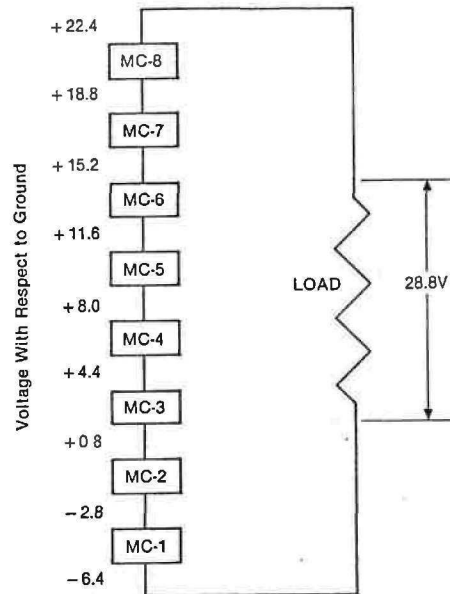 + 22.4
MC-8
+ 18.8
MC-7
+ 15.2
MC-6
+ 11.6
MC-5
+ 8.0
MC-4
+ 4.4
MC-3
+ 0 8
MC-2
− 2.8
MC-1
− 6.4
Voltage With Respect to Ground
LOAD
28.8V